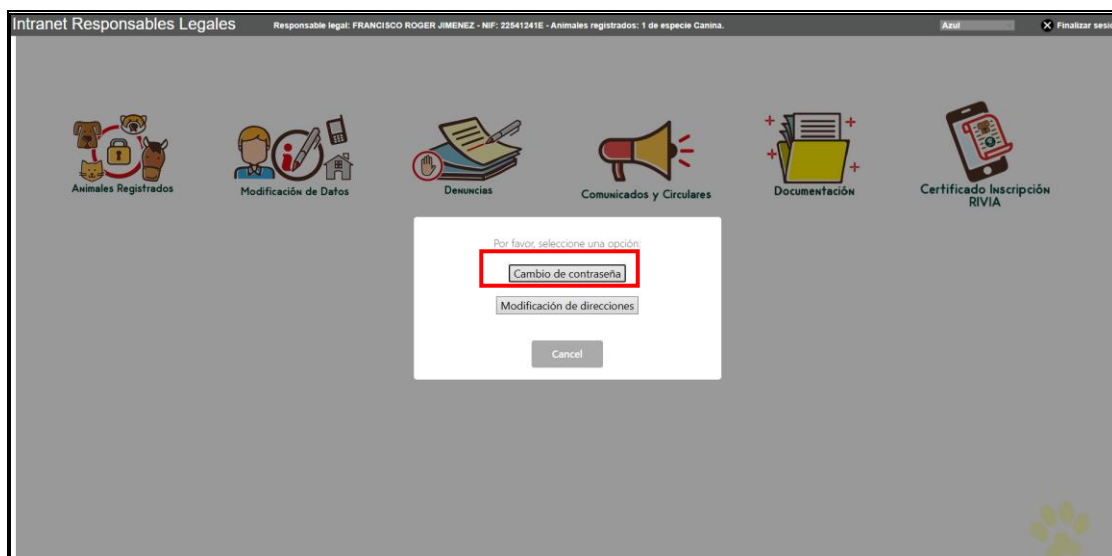 Intranet Responsables Legales
Responsable legal: FRANCISCO ROGER JIMENEZ - NIF: 22541241E - Animales registrados: 1 de especie Canina.
Azul
Finalizar sesi
Animales Registrados
Modificación de Datos
Denuncias
Comunicados y Circulares
Documentación
Certificado Inscripción
RIVIA
Por favor, seleccione una opción:
Cambio de contraseña
Modificación de direcciones
Cancel